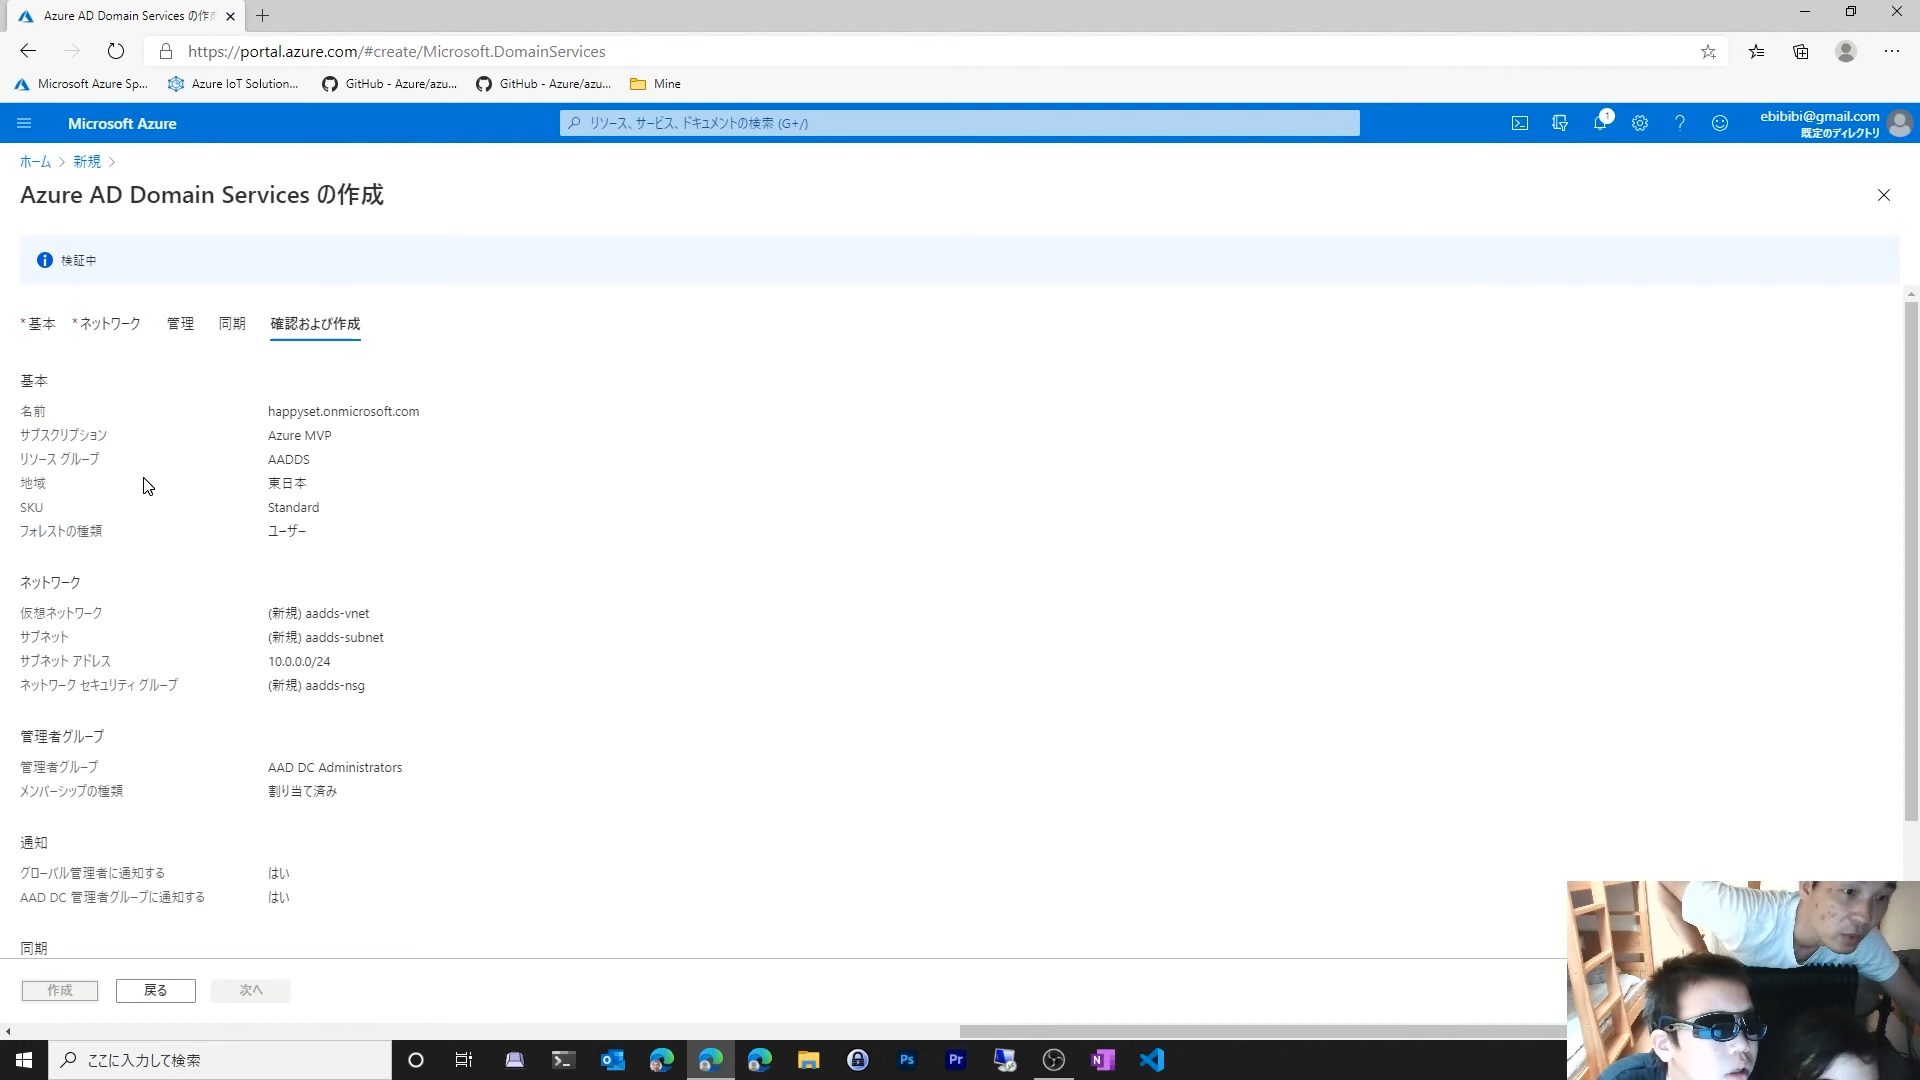 Azure AD Domain Services の作成
https://portal.azure.com/#create/Microsoft.DomainServices
Microsoft Azure Sp...
Azure IoT Solution...
GitHub - Azure/azu...
GitHub - Azure/azu...
Mine
Microsoft Azure
リソース、サービス、ドキュメントの検索 (G+/)
1
ebibibi@gmail.com
既定のディレクトリ
ホーム > 新規 >
Azure AD Domain Services の作成
検証中
* 基本 * ネットワーク 管理 同期 確認および作成
基本
名前 happyset.onmicrosoft.com
サブスクリプション Azure MVP
リソース グループ AADDS
地域 東日本
SKU Standard
フォレストの種類 ユーザー
ネットワーク
仮想ネットワーク (新規) aadds-vnet
サブネット (新規) aadds-subnet
サブネット アドレス 10.0.0.0/24
ネットワーク セキュリティ グループ (新規) aadds-nsg
管理者グループ
管理者グループ AAD DC Administrators
メンバーシップの種類 割り当て済み
通知
グローバル管理者に通知する はい
AAD DC 管理者グループに通知する はい
同期
作成 戻る 次へ
ここに入力して検索
Ps
Pr
N